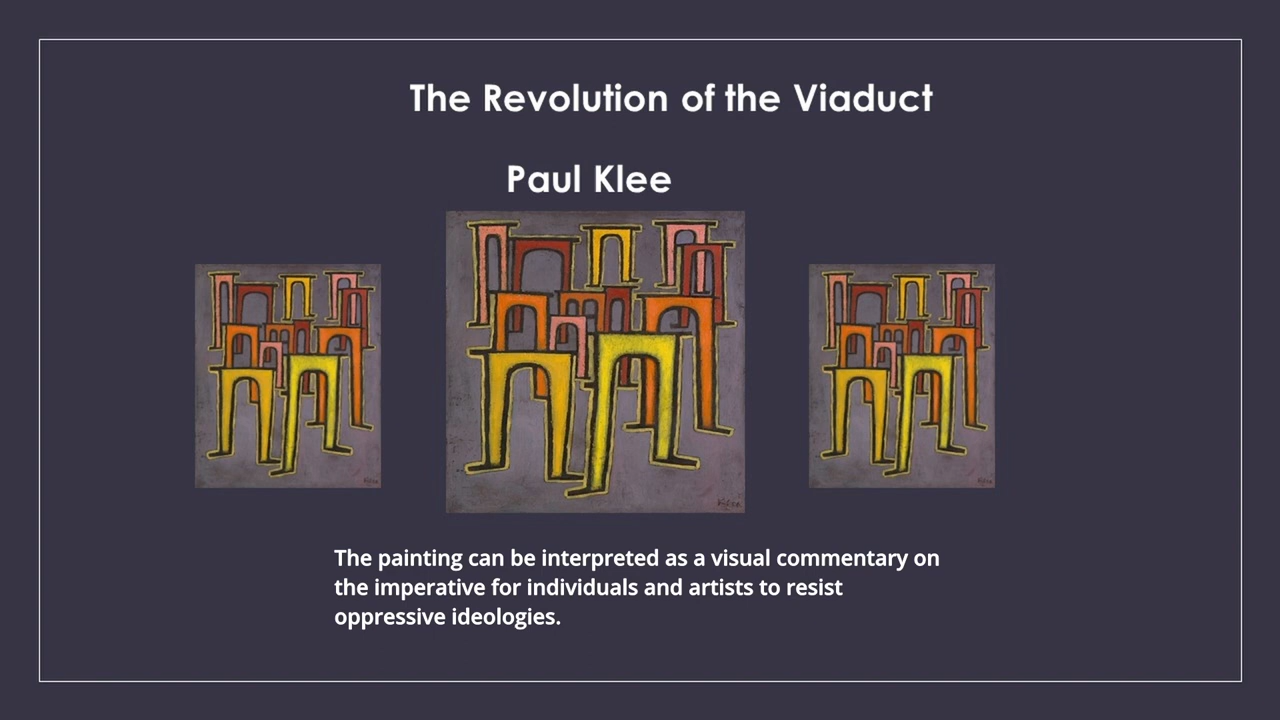 The Revolution of the Viaduct
Paul Klee
The painting can be interpreted as a visual commentary on
the imperative for individuals and artists to resist
oppressive ideologies.